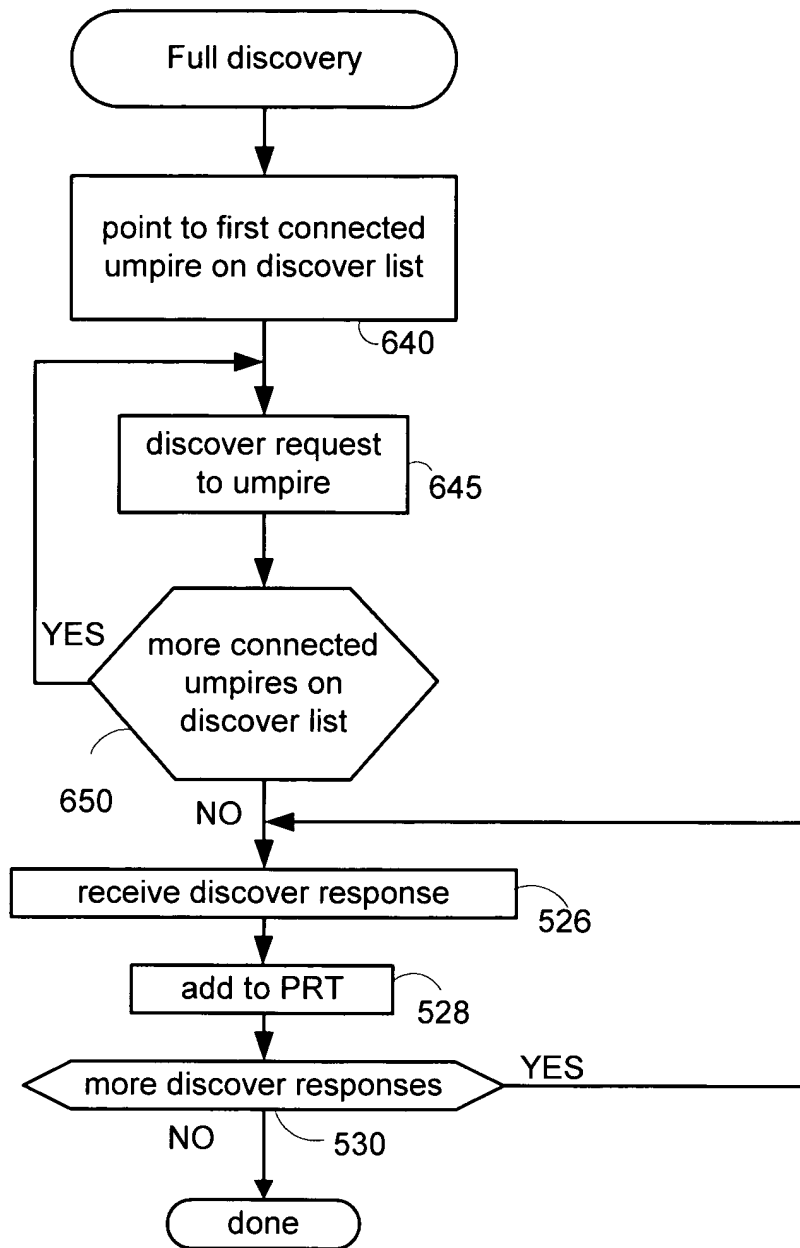 Full discovery
point to first connected
umpire on discover list
640
discover request
to umpire
645
YES
more connected
umpires on
discover list
650
NO
receive discover response
526
add to PRT
528
more discover responses
YES
NO
530
done